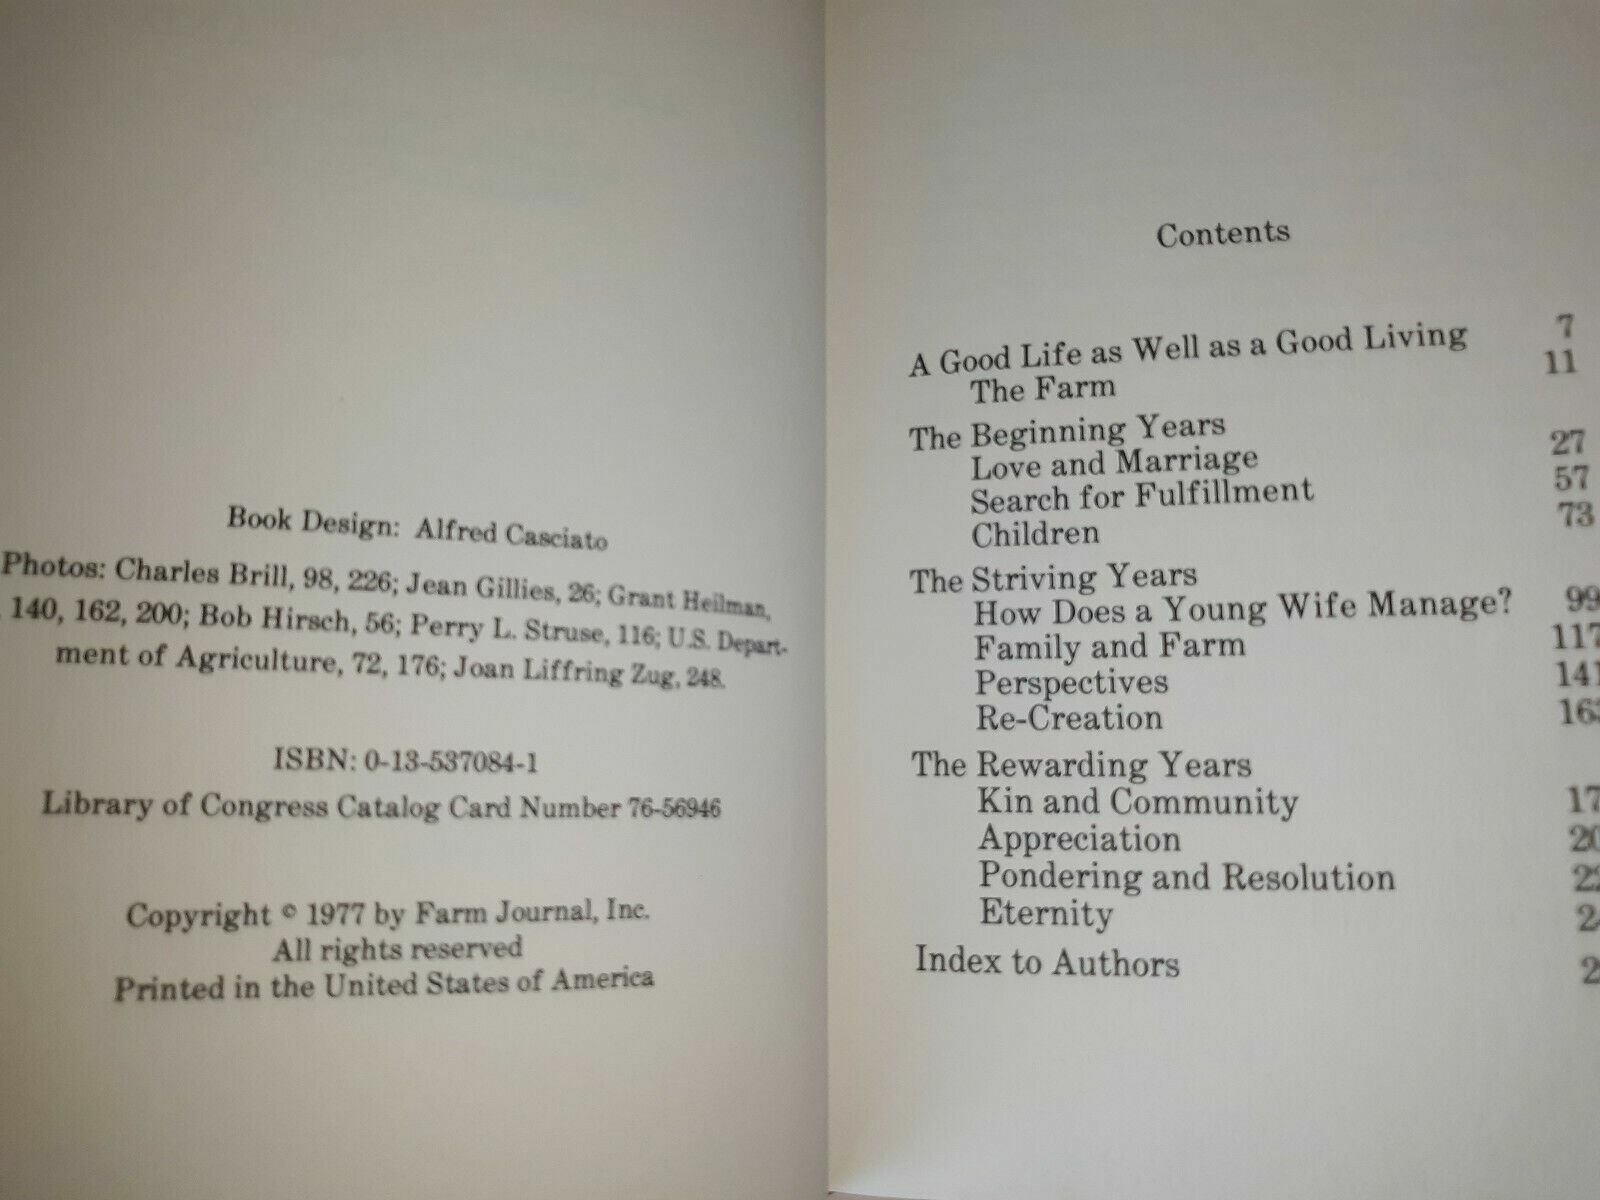 Book Design: Alfred Casciato
Photos: Charles Brill, 98, 226; Jean Gillies, 26; Grant Heilman,
140, 162, 200; Bob Hirsch, 56; Perry L. Struse, 116; U.S. Depart-
ment of Agriculture, 72, 176; Joan Liffring Zug, 248.
ISBN: 0-13-537084-1
Library of Congress Catalog Card Number 76-56946
Copyright © 1977 by Farm Journal, Inc.
All rights reserved
Printed in the United States of America
Contents
A Good Life as Well as a Good Living 7
The Farm 11
The Beginning Years
Love and Marriage 27
Search for Fulfillment 57
Children 73
The Striving Years
How Does a Young Wife Manage? 99
Family and Farm 117
Perspectives 141
Re-Creation 163
The Rewarding Years
Kin and Community
Appreciation
Pondering and Resolution
Eternity
Index to Authors